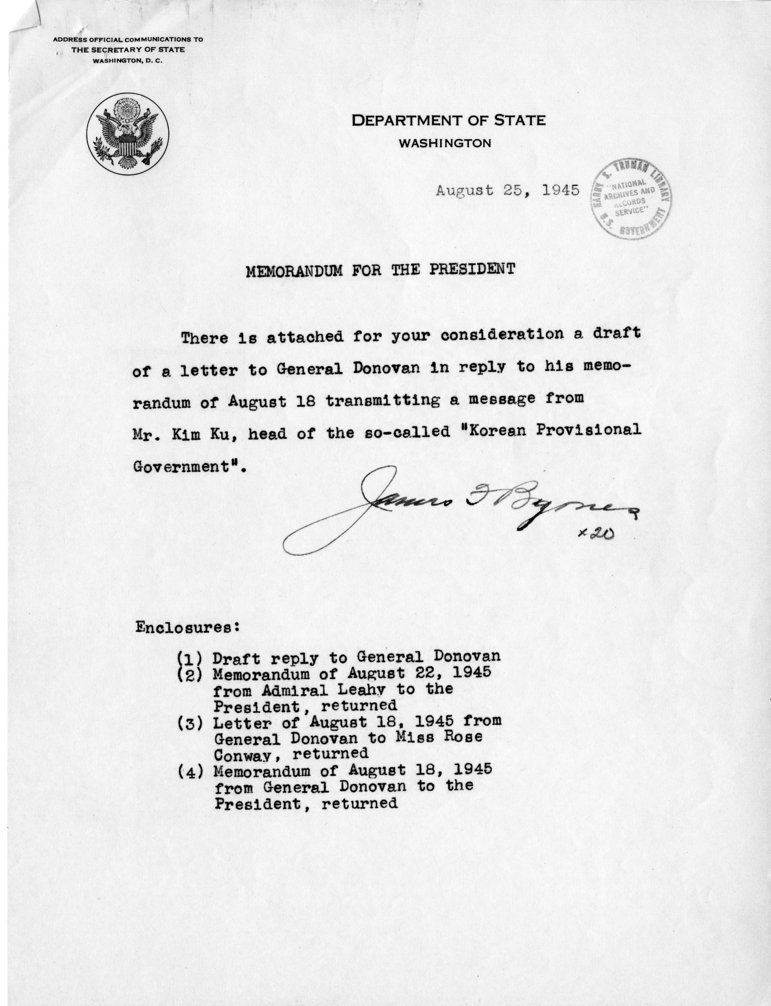 ADDRESS OFFICIAL COMMUNICATIONS TO
THE SECRETARY OF STATE
WASHINGTON, D. C.
DEPARTMENT OF STATE
WASHINGTON
August 25, 1945
HARRY S. TRUMAN LIBRARY
"NATIONAL
ARCHIVES AND
RECORDS
SERVICE"
U.S. GOVERNMENT
MEMORANDUM FOR THE PRESIDENT
There is attached for your consideration a draft
of a letter to General Donovan in reply to his memo-
randum of August 18 transmitting a message from
Mr. Kim Ku, head of the so-called "Korean Provisional
Government".
James F Byrnes
x20
Enclosures:
(1) Draft reply to General Donovan
(2) Memorandum of August 22, 1945
from Admiral Leahy to the
President, returned
(3) Letter of August 18, 1945 from
General Donovan to Miss Rose
Conway, returned
(4) Memorandum of August 18, 1945
from General Donovan to the
President, returned